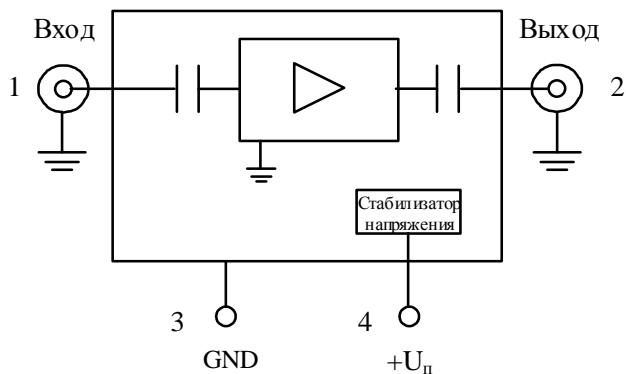 Вход
Выход
1
2
Стабилизатор
напряжения
3
4
GND
+Uп